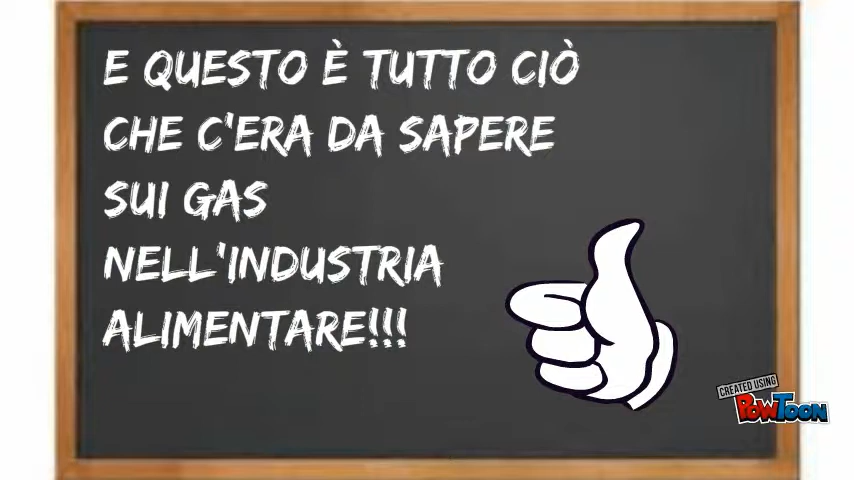 E QUESTO È TUTTO CIÒ
CHE C'ERA DA SAPERE
SUI GAS
NELL'INDUSTRIA
ALIMENTARE!!!
CREATED USING
POWTOON